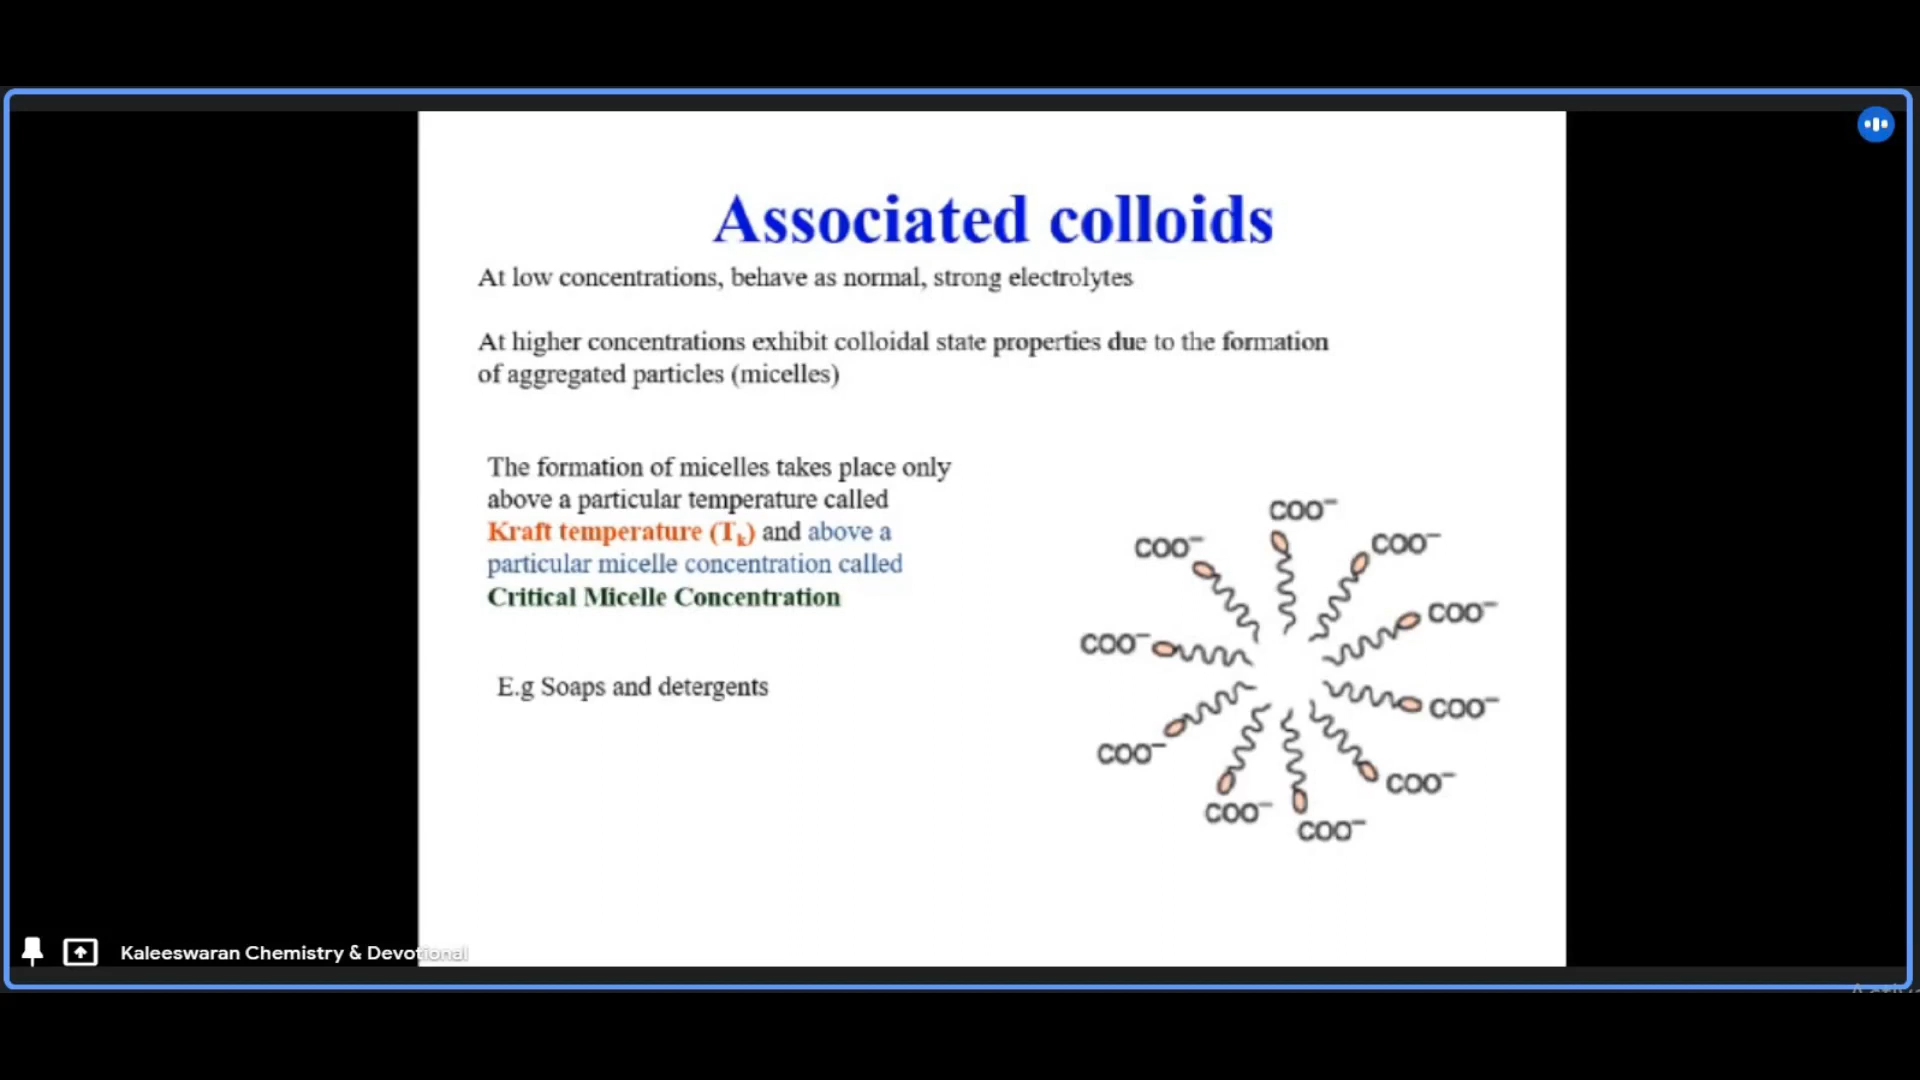 Associated colloids
At low concentrations, behave as normal, strong electrolytes
At higher concentrations exhibit colloidal state properties due to the formation
of aggregated particles (micelles)
The formation of micelles takes place only
above a particular temperature called
Kraft temperature (Tk) and above a
particular micelle concentration called
Critical Micelle Concentration
E.g Soaps and detergents
COO⁻
COO⁻
COO⁻
COO⁻
COO⁻
COO⁻
COO⁻
COO⁻
COO⁻
COO⁻
Kaleeswaran Chemistry & Devotional